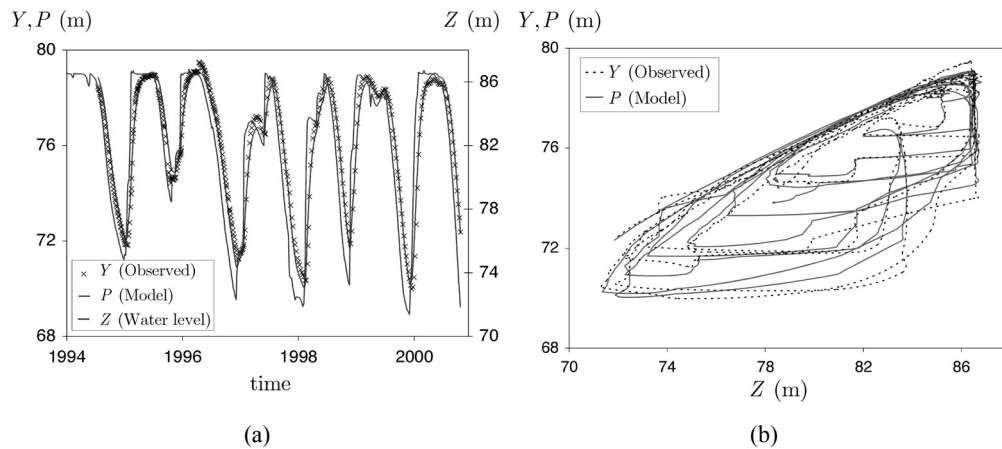 Y, P (m)
Z (m)
80
76
72
68
86
82
78
74
70
× Y (Observed)
— P (Model)
— Z (Water level)
1994 1996 1998 2000
time
(a)
Y, P (m)
80
76
72
68
Y (Observed)
P (Model)
70 74 78 82 86
Z (m)
(b)